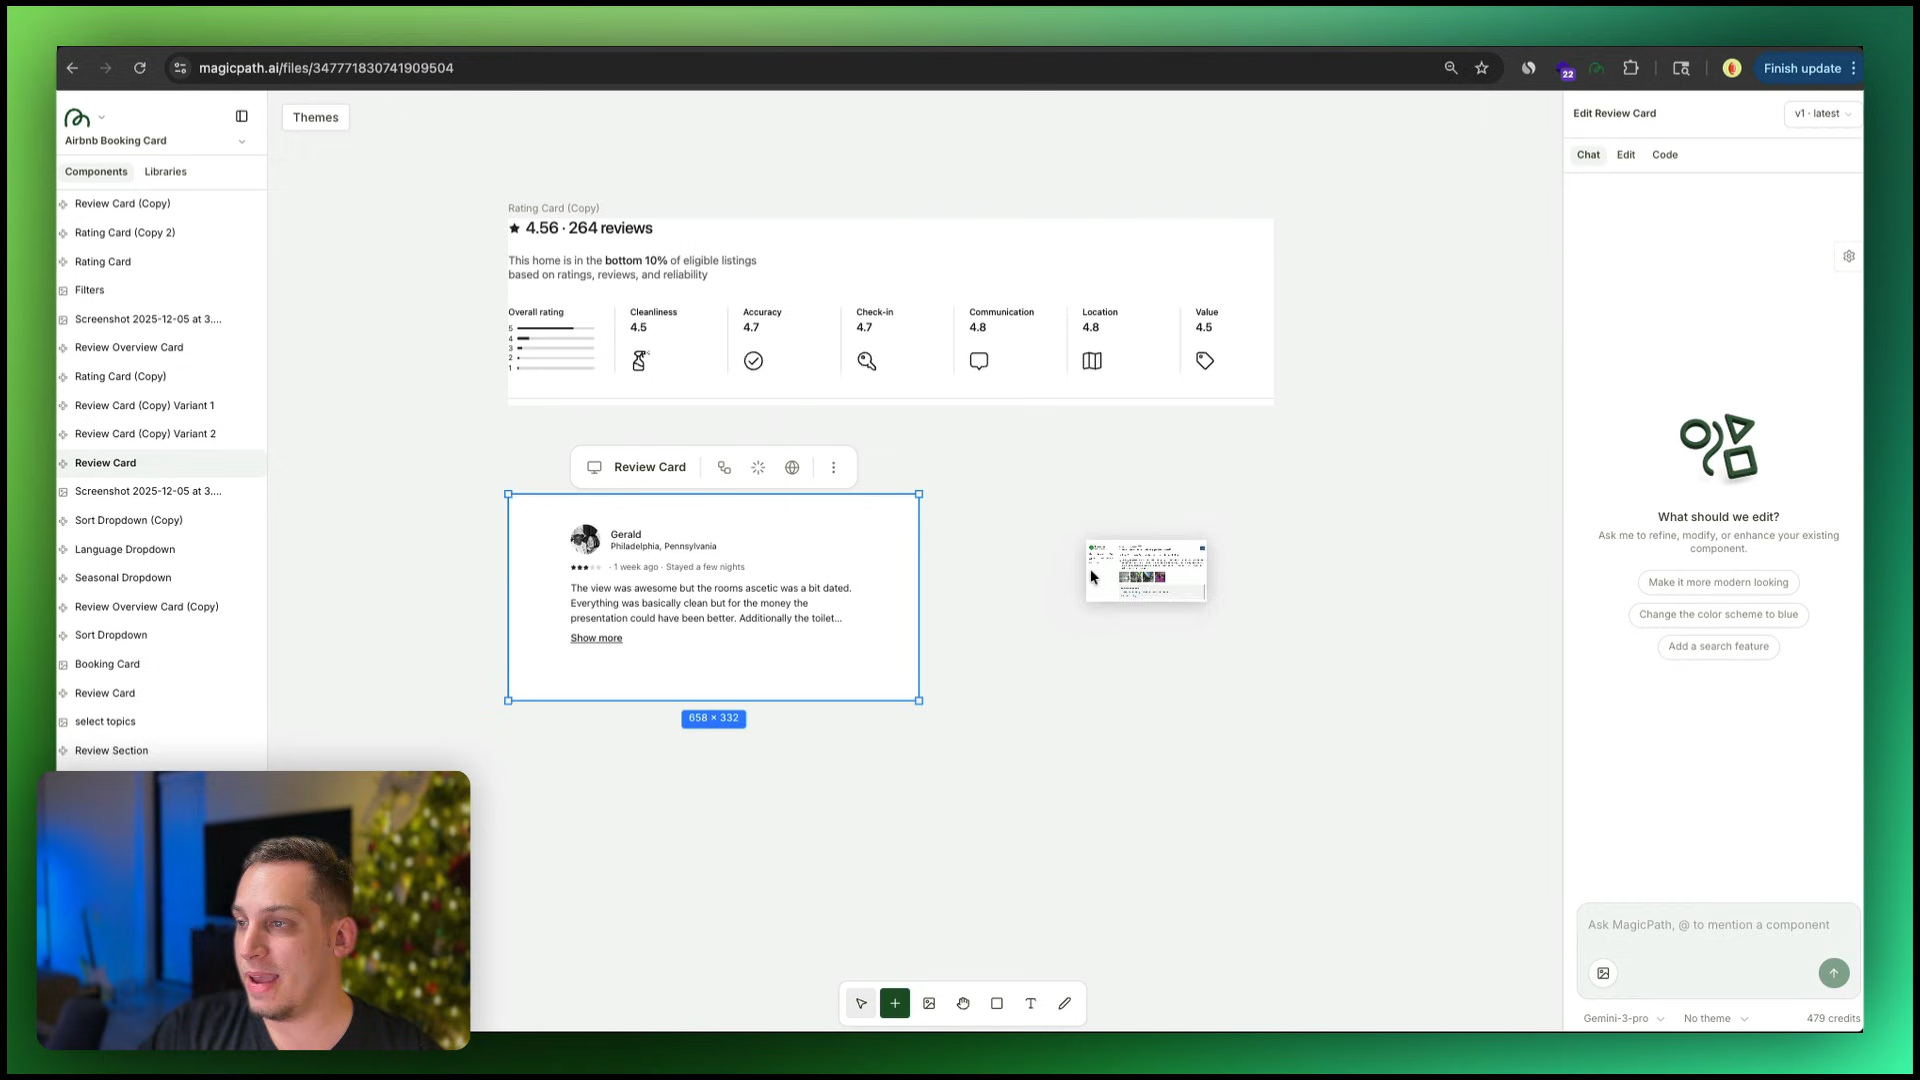 magicpath.ai/files/347771830741909504
22
Finish update
Airbnb Booking Card
Components
Libraries
Review Card (Copy)
Rating Card (Copy 2)
Rating Card
Filters
Screenshot 2025-12-05 at 3....
Review Overview Card
Rating Card (Copy)
Review Card (Copy) Variant 1
Review Card (Copy) Variant 2
Review Card
Screenshot 2025-12-05 at 3....
Sort Dropdown (Copy)
Language Dropdown
Seasonal Dropdown
Review Overview Card (Copy)
Sort Dropdown
Booking Card
Review Card
select topics
Review Section
Themes
Rating Card (Copy)
★ 4.56 · 264 reviews
This home is in the bottom 10% of eligible listings
based on ratings, reviews, and reliability
Overall rating
5
4
3
2
1
Cleanliness
4.5
Accuracy
4.7
Check-in
4.7
Communication
4.8
Location
4.8
Value
4.5
Review Card
Gerald
Philadelphia, Pennsylvania
· 1 week ago · Stayed a few nights
The view was awesome but the rooms ascetic was a bit dated.
Everything was basically clean but for the money the
presentation could have been better. Additionally the toilet...
Show more
658 × 332
Edit Review Card
v1 · latest
Chat
Edit
Code
What should we edit?
Ask me to refine, modify, or enhance your existing
component.
Make it more modern looking
Change the color scheme to blue
Add a search feature
Ask MagicPath, @ to mention a component
Gemini-3-pro
No theme
479 credits